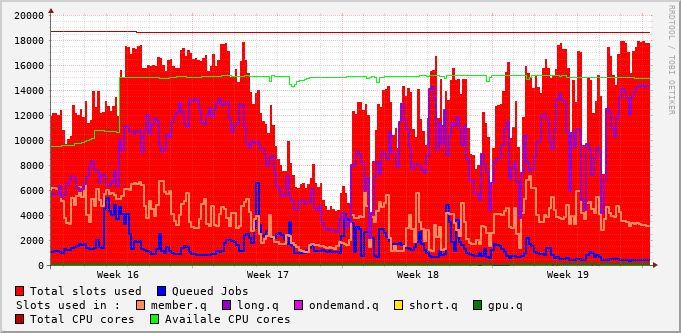 20000
18000
16000
14000
12000
10000
8000
6000
4000
2000
0
Week 16 Week 17 Week 18 Week 19
RRDTOOL / TOBI OETIKER
Total slots used Queued Jobs
Slots used in : member.q long.q ondemand.q short.q gpu.q
Total CPU cores Availale CPU cores